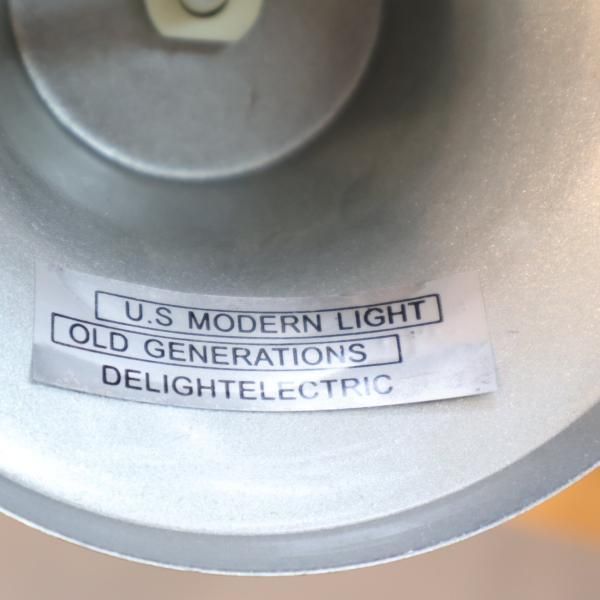 U.S MODERN LIGHT
OLD GENERATIONS
DELIGHTELECTRIC